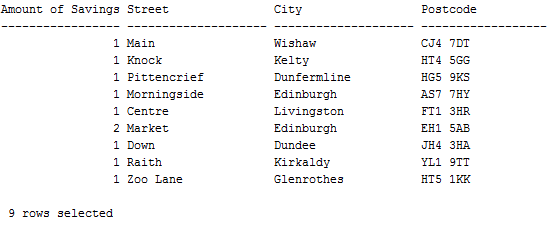 Amount of Savings Street               City                 Postcode
----------------- -------------------- -------------------- ------------------
                1 Main                 Wishaw               CJ4 7DT
                1 Knock                Kelty                HT4 5GG
                1 Pittencrief          Dunfermline          HG5 9KS
                1 Morningside          Edinburgh            AS7 7HY
                1 Centre               Livingston           FT1 3HR
                2 Market               Edinburgh            EH1 5AB
                1 Down                 Dundee               JH4 3HA
                1 Raith                Kirkaldy             YL1 9TT
                1 Zoo Lane             Glenrothes           HT5 1KK
 9 rows selected